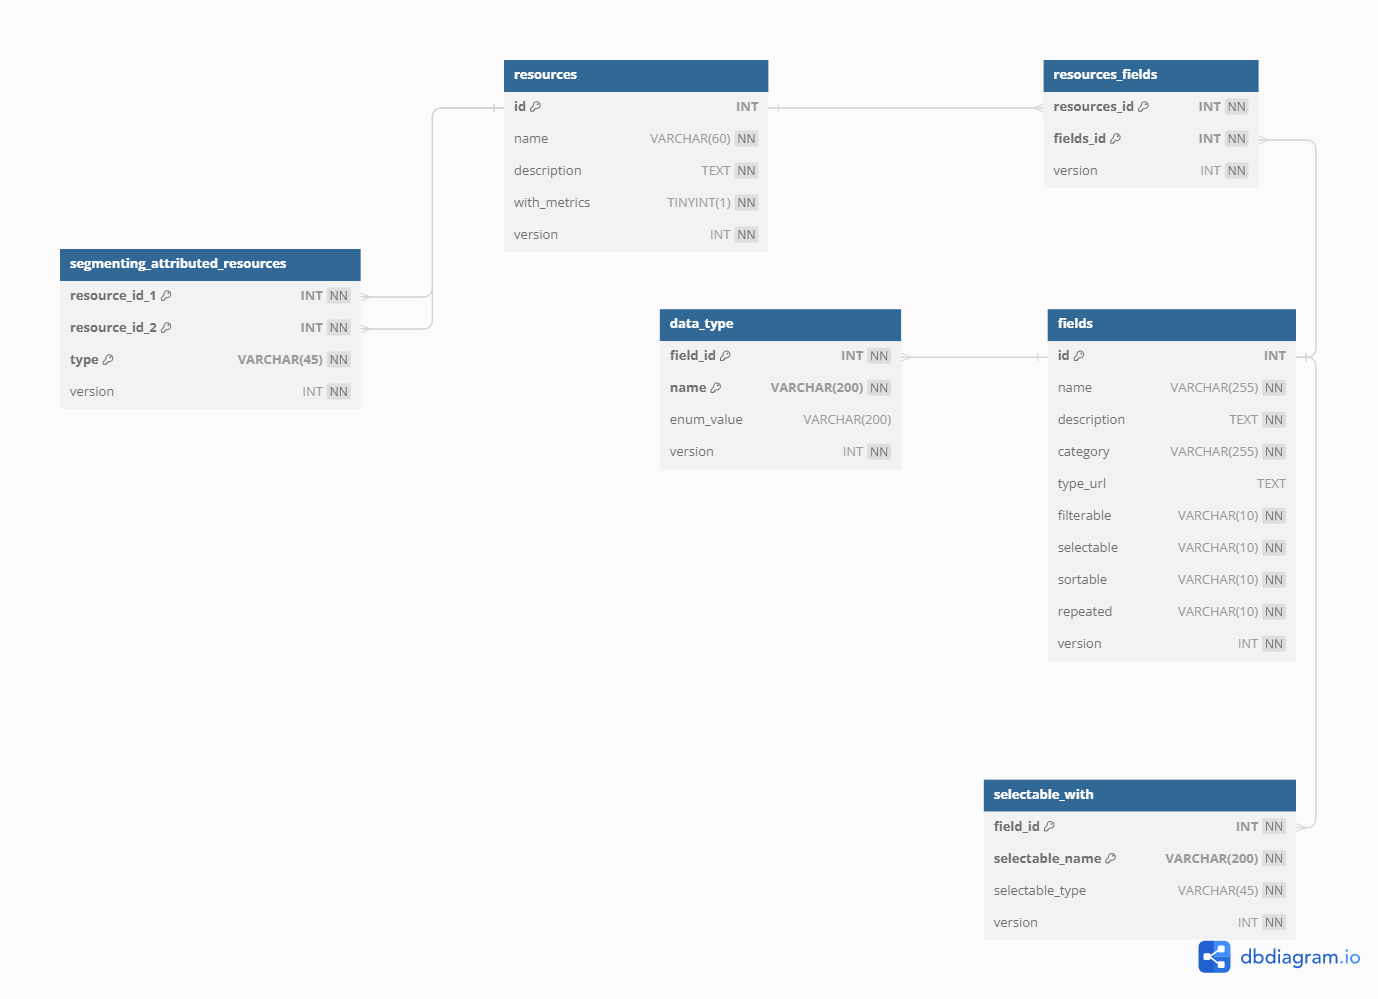 resources
id INT
name VARCHAR(60) NN
description TEXT NN
with_metrics TINYINT(1) NN
version INT NN
resources_fields
resources_id INT NN
fields_id INT NN
version INT NN
segmenting_attributed_resources
resource_id_1 INT NN
resource_id_2 INT NN
type VARCHAR(45) NN
version INT NN
data_type
field_id INT NN
name VARCHAR(200) NN
enum_value VARCHAR(200)
version INT NN
fields
id INT
name VARCHAR(255) NN
description TEXT NN
category VARCHAR(255) NN
type_url TEXT
filterable VARCHAR(10) NN
selectable VARCHAR(10) NN
sortable VARCHAR(10) NN
repeated VARCHAR(10) NN
version INT NN
selectable_with
field_id INT NN
selectable_name VARCHAR(200) NN
selectable_type VARCHAR(45) NN
version INT NN
dbdiagram.io